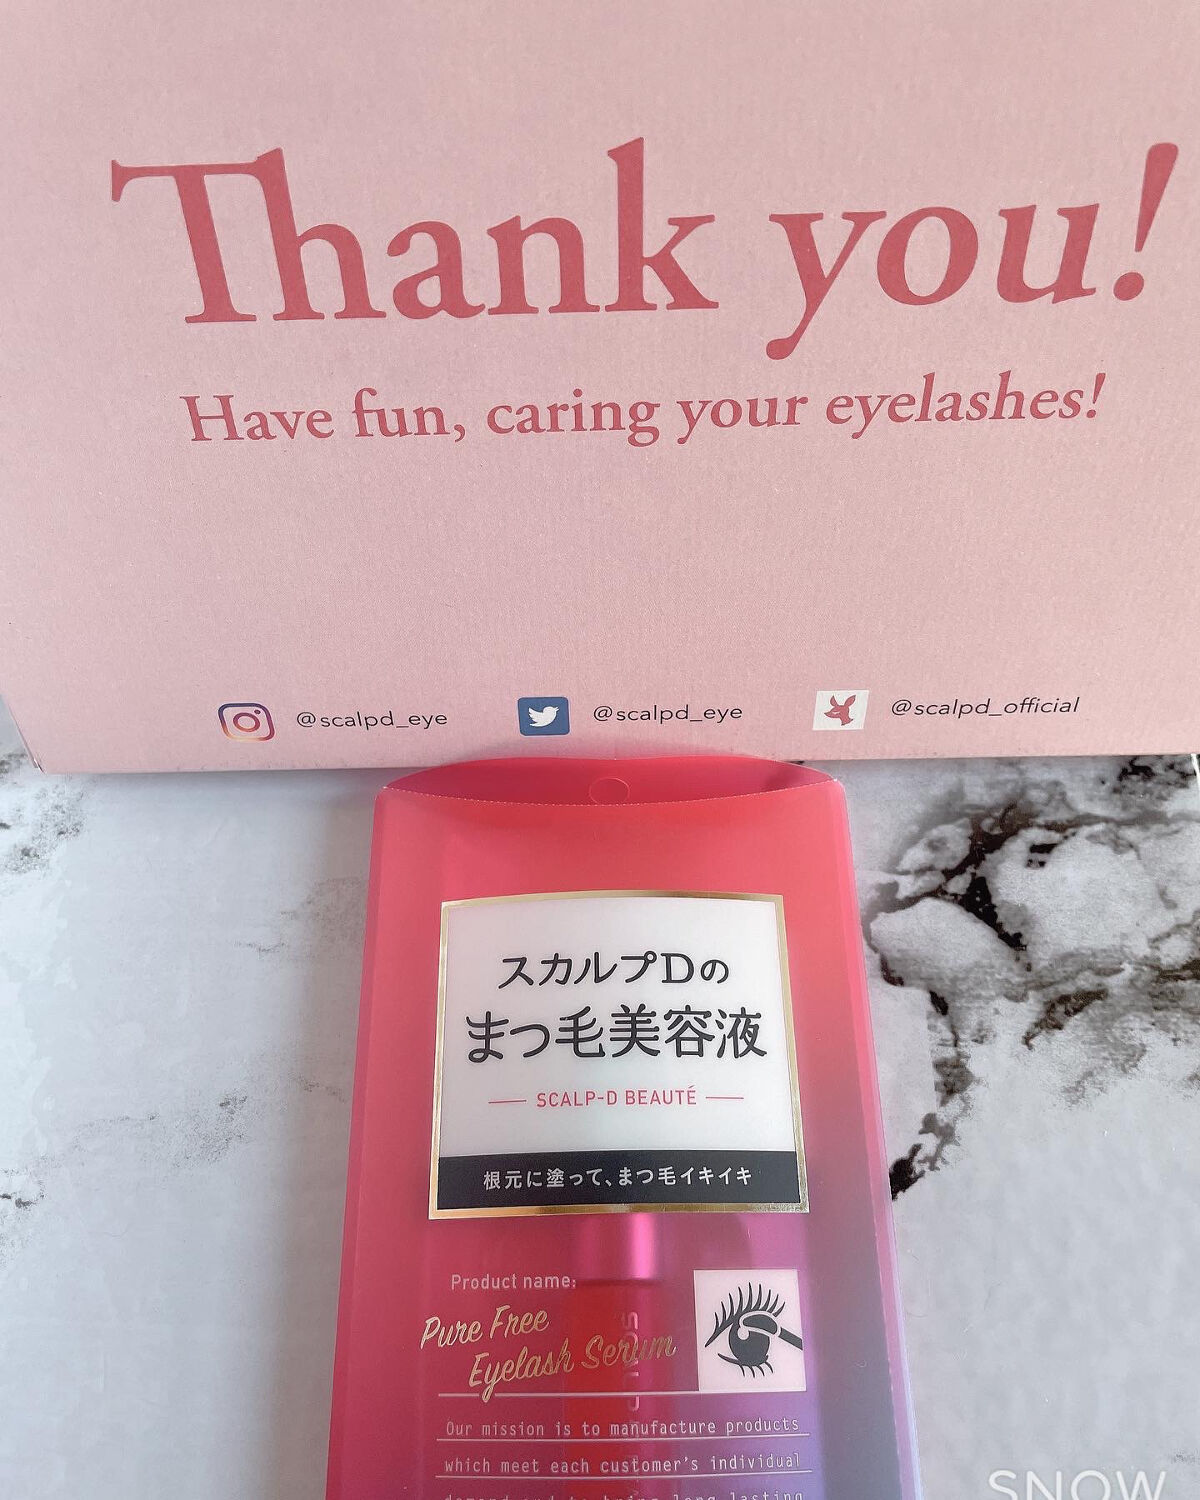 Thank you!
Have fun, caring your eyelashes!
@scalpd_eye
@scalpd_eye
@scalpd_official
スカルプDの
まつ毛美容液
SCALP-D BEAUTÉ
根元に塗って、まつ毛イキイキ
Product name:
Pure Free
Eyelash Serum
Our mission is to manufacture products
which meet each customer's individual
SNOW